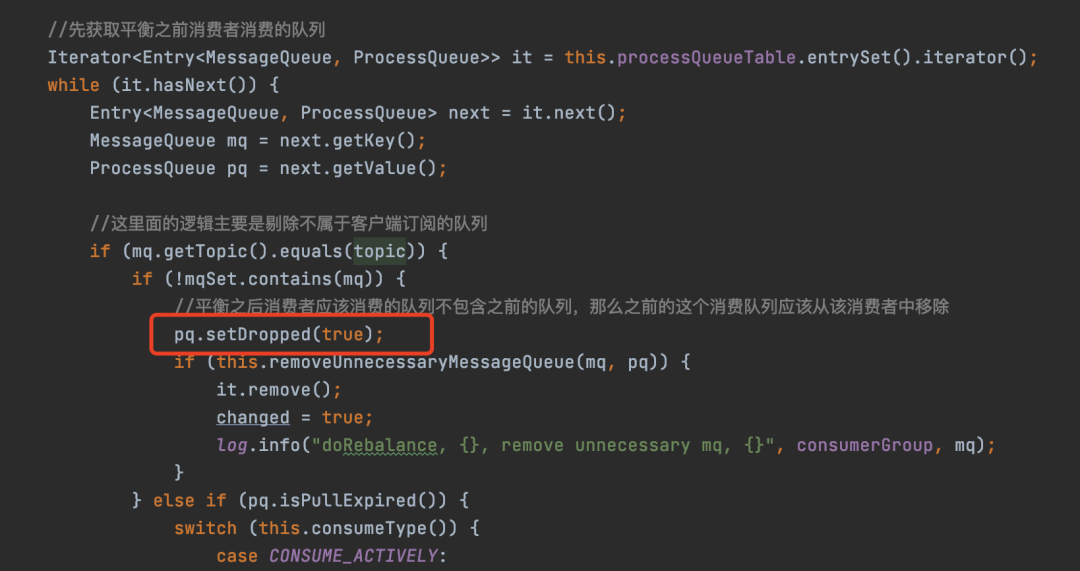 //先获取平衡之前消费者消费的队列
Iterator<Entry<MessageQueue, ProcessQueue>> it = this.processQueueTable.entrySet().iterator();
while (it.hasNext()) {
    Entry<MessageQueue, ProcessQueue> next = it.next();
    MessageQueue mq = next.getKey();
    ProcessQueue pq = next.getValue();

    //这里面的逻辑主要是剔除不属于客户端订阅的队列
    if (mq.getTopic().equals(topic)) {
        if (!mqSet.contains(mq)) {
            //平衡之后消费者应该消费的队列不包含之前的队列，那么之前的这个消费队列应该从该消费者中移除
            pq.setDropped(true);
            if (this.removeUnnecessaryMessageQueue(mq, pq)) {
                it.remove();
                changed = true;
                log.info("doRebalance, {}, remove unnecessary mq, {}", consumerGroup, mq);
            }
        } else if (pq.isPullExpired()) {
            switch (this.consumeType()) {
                case CONSUME_ACTIVELY: